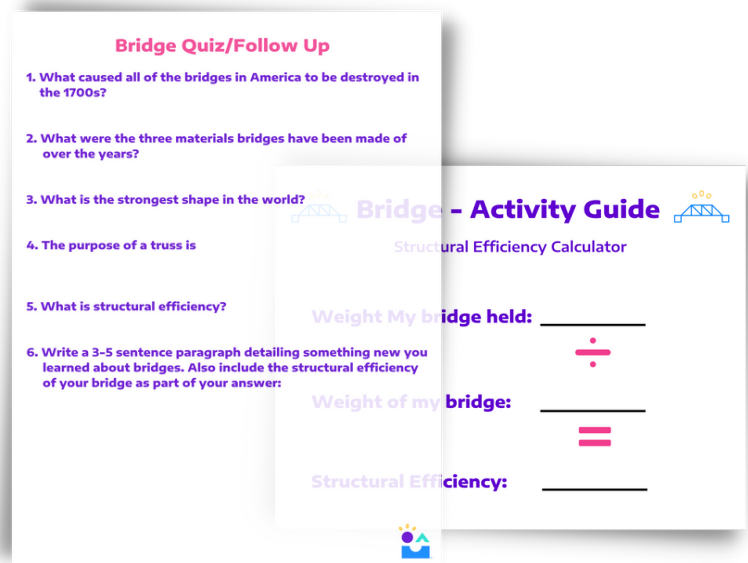 Bridge Quiz/Follow Up
1. What caused all of the bridges in America to be destroyed in
the 1700s?
2. What were the three materials bridges have been made of
over the years?
3. What is the strongest shape in the world?
4. The purpose of a truss is
5. What is structural efficiency?
6. Write a 3-5 sentence paragraph detailing something new you
learned about bridges. Also include the structural efficiency
of your bridge as part of your answer:
Bridge - Activity Guide
Structural Efficiency Calculator
Weight My bridge held:
÷
Weight of my bridge:
=
Structural Efficiency: